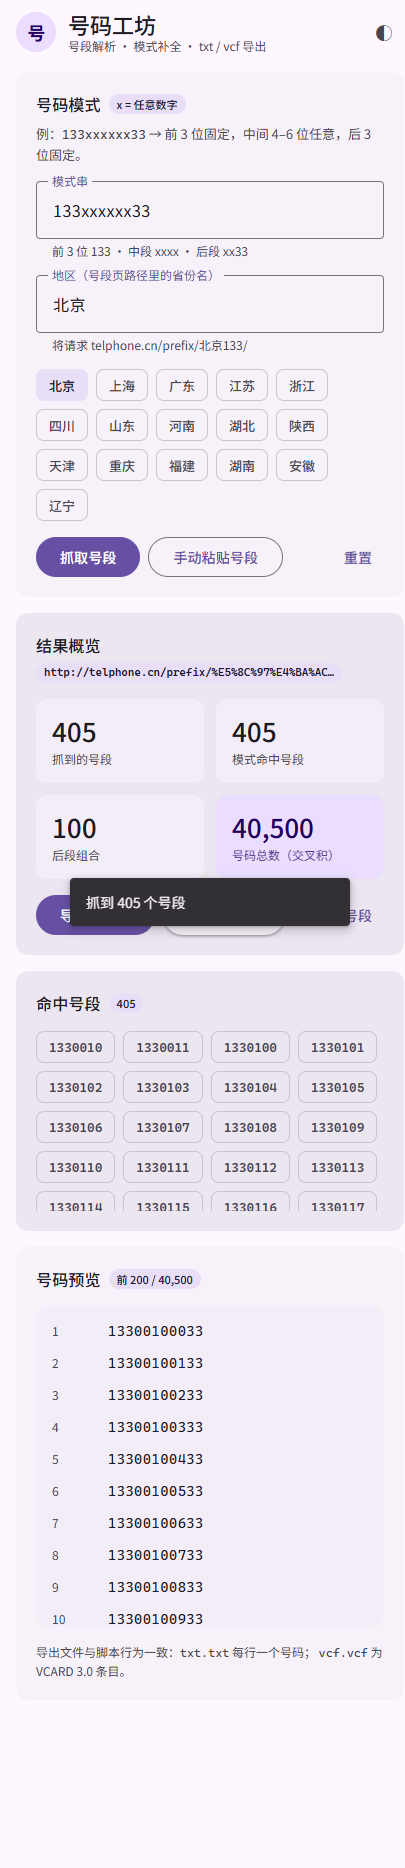 号
号码工坊
号段解析 · 模式补全 · txt / vcf 导出
号码模式
x = 任意数字
例：133xxxxxx33 → 前 3 位固定，中间 4–6 位任意，后 3
位固定。
模式串
133xxxxxx33
前 3 位 133 · 中段 xxxx · 后段 xx33
地区（号段页路径里的省份名）
北京
将请求 telphone.cn/prefix/北京133/
北京 上海 广东 江苏 浙江
四川 山东 河南 湖北 陕西
天津 重庆 福建 湖南 安徽
辽宁
抓取号段 手动粘贴号段 重置
结果概览
http://telphone.cn/prefix/%E5%8C%97%E4%BA%AC…
405 405
抓到的号段 模式命中号段
100 40,500
后段组合 号码总数（交叉积）
抓到 405 个号段
号段
命中号段 405
1330010 1330011 1330100 1330101
1330102 1330103 1330104 1330105
1330106 1330107 1330108 1330109
1330110 1330111 1330112 1330113
1330114 1330115 1330116 1330117
号码预览 前 200 / 40,500
1 13300100033
2 13300100133
3 13300100233
4 13300100333
5 13300100433
6 13300100533
7 13300100633
8 13300100733
9 13300100833
10 13300100933
导出文件与脚本行为一致：txt.txt 每行一个号码； vcf.vcf 为
VCARD 3.0 条目。